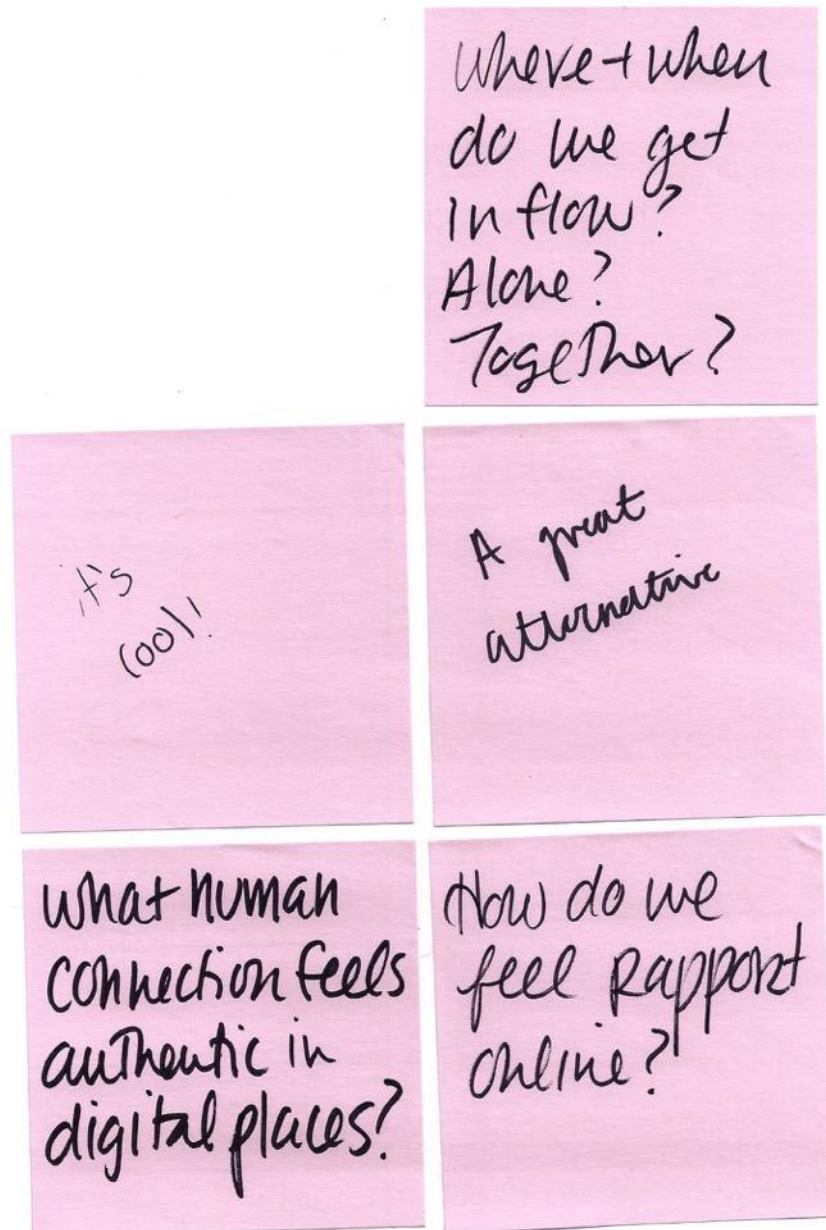 Where + when
do we get
in flow?
Alone?
Together?
it's
cool!
A great
alternative
What human
connection feels
authentic in
digital places?
How do we
feel Rapport
online?